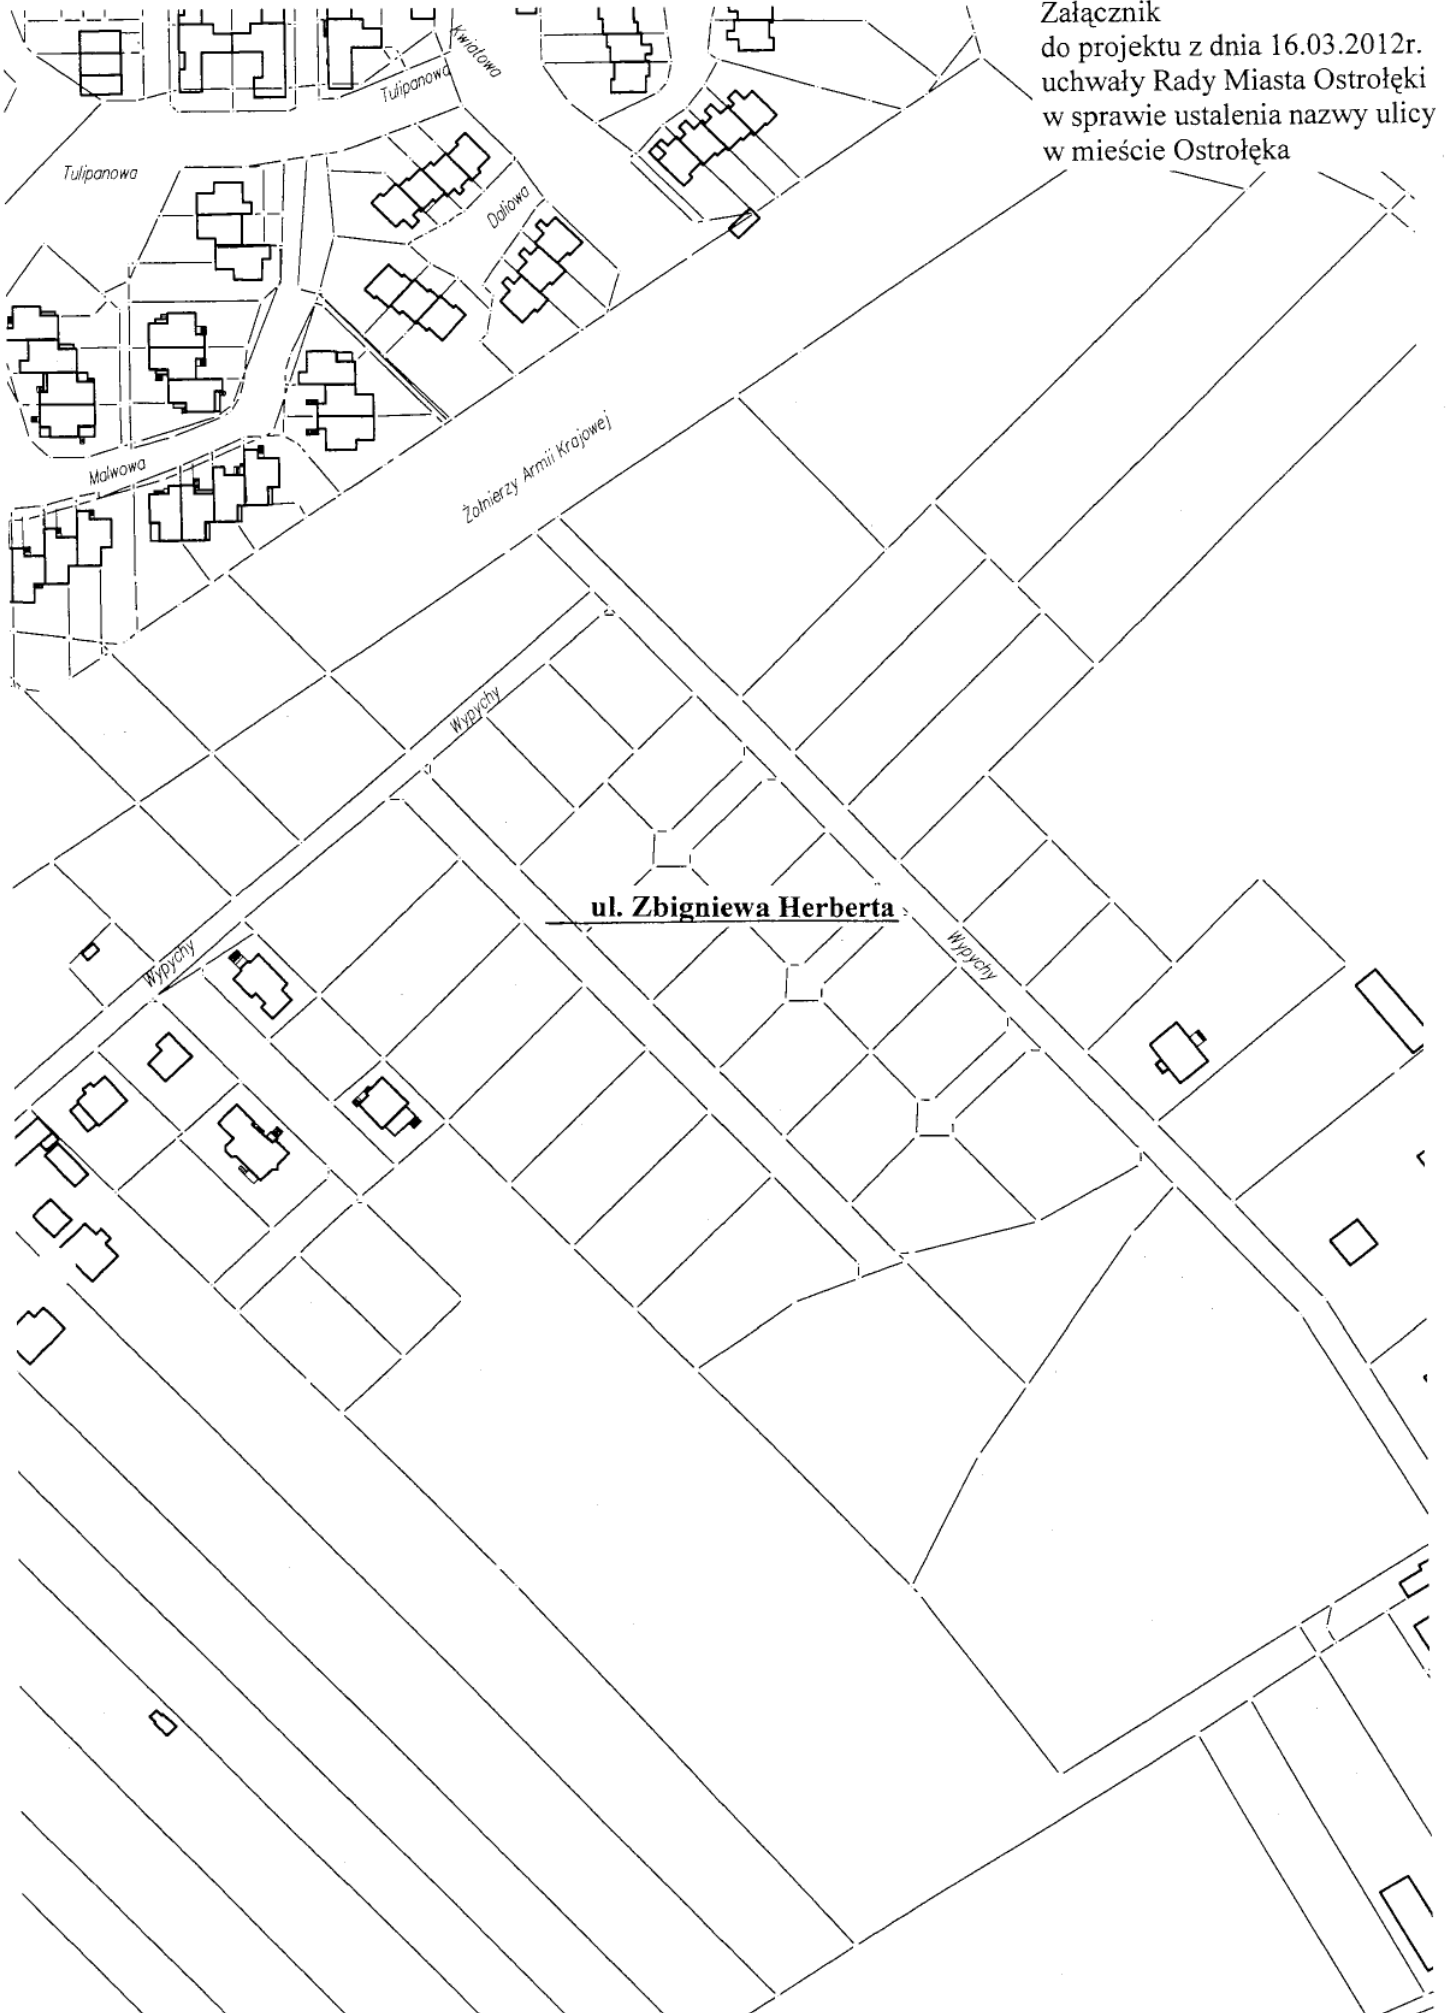 Załącznik
do projektu z dnia 16.03.2012r.
uchwały Rady Miasta Ostrołęki
w sprawie ustalenia nazwy ulicy
w mieście Ostrołęka
Kwiatowa
Tulipanowa
Tulipanowa
Daliowa
Malwowa
Żołnierzy Armii Krajowej
Wypychy
ul. Zbigniewa Herberta
Wypychy
Wypychy